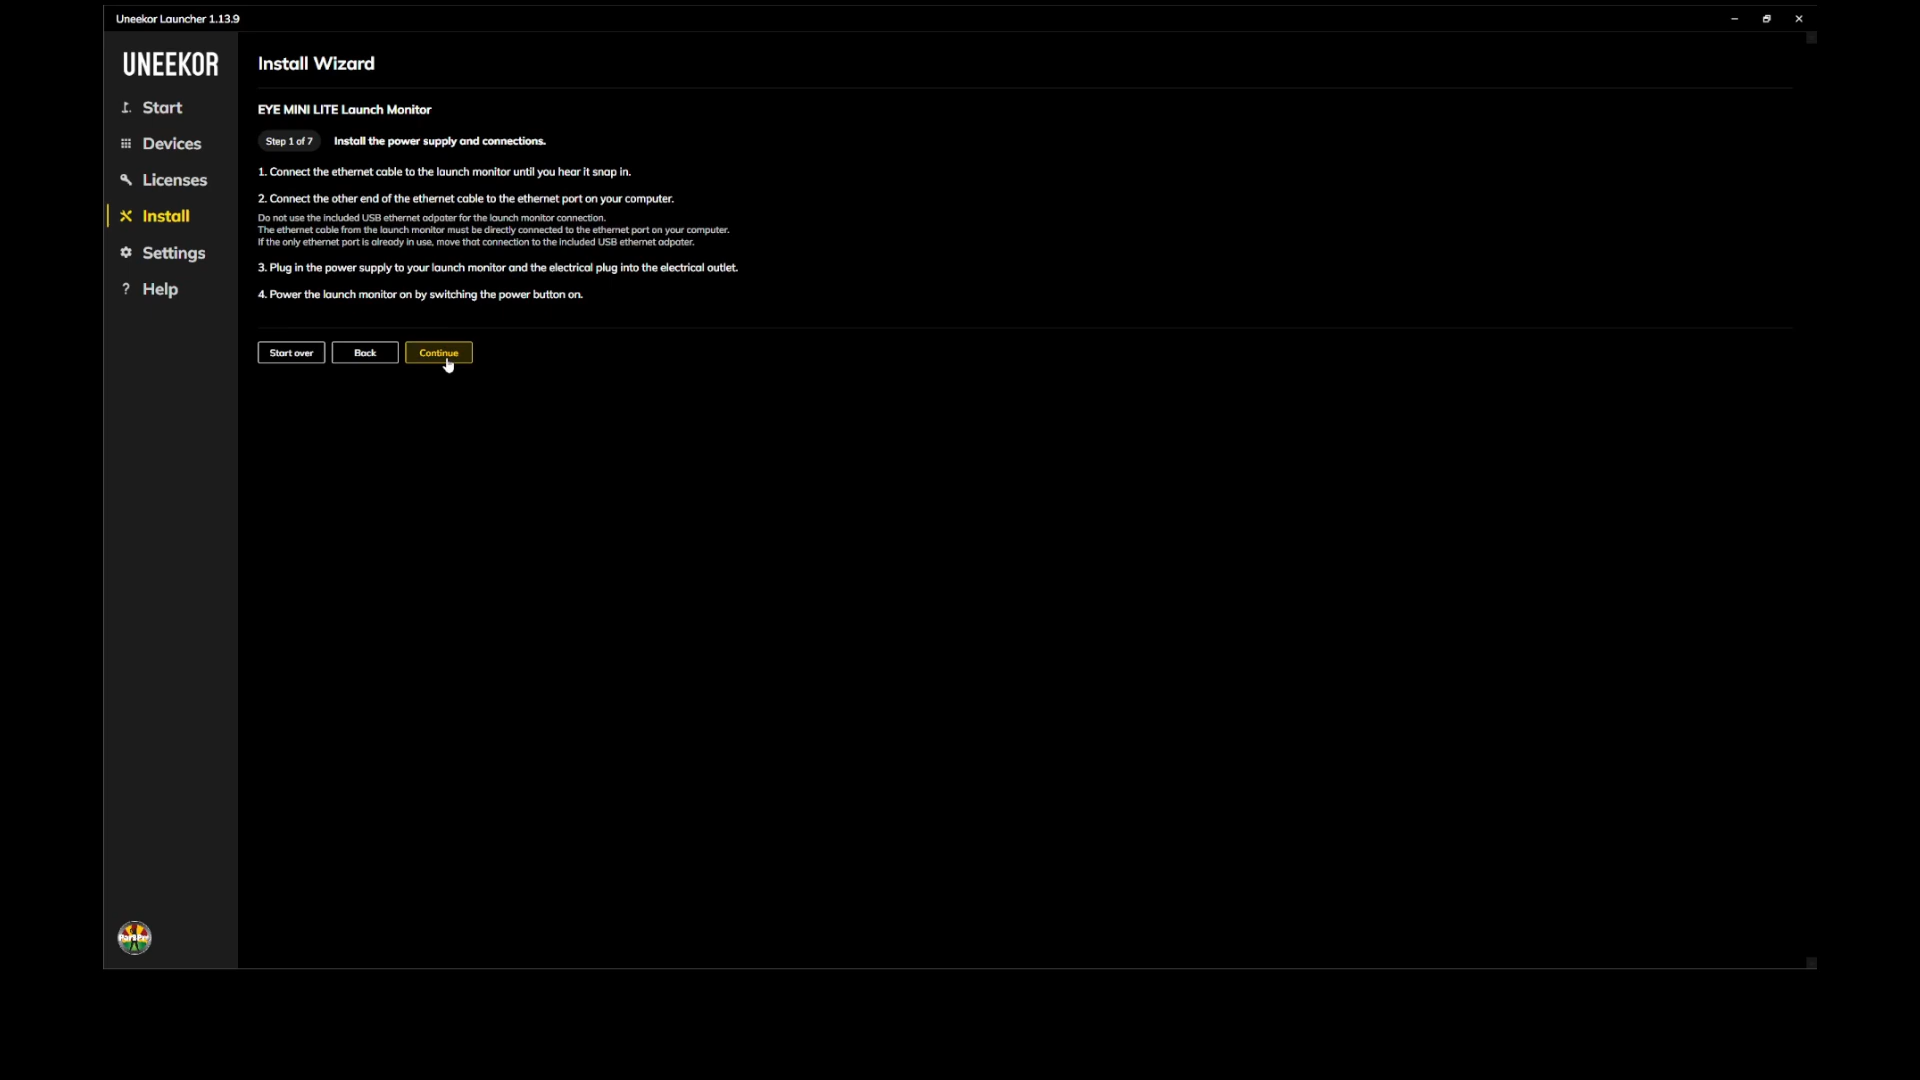 Uneekor Launcher 1.13.9
UNEEKOR
Start
Devices
Licenses
Install
Settings
? Help
Install Wizard
EYE MINI LITE Launch Monitor
Step 1 of 7 Install the power supply and connections.
1. Connect the ethernet cable to the launch monitor until you hear it snap in.
2. Connect the other end of the ethernet cable to the ethernet port on your computer.
Do not use the included USB ethernet adpater for the launch monitor connection.
The ethernet cable from the launch monitor must be directly connected to the ethernet port on your computer.
If the only ethernet port is already in use, move that connection to the included USB ethernet adpater.
3. Plug in the power supply to your launch monitor and the electrical plug into the electrical outlet.
4. Power the launch monitor on by switching the power button on.
Start over Back Continue